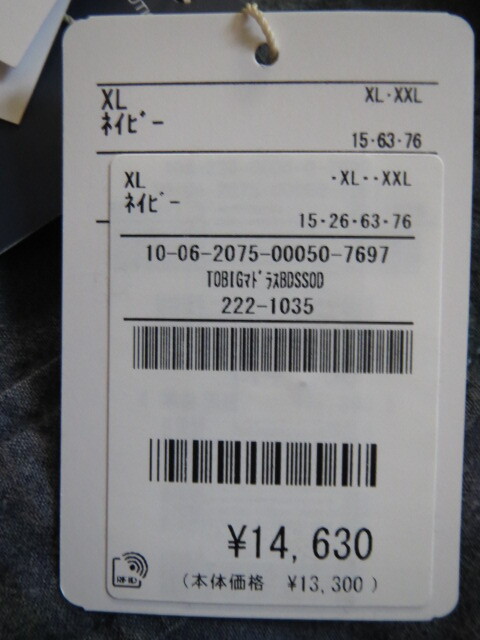 XL
XL・XXL
ﾈｲﾋﾞｰ
15・63・76
XL
・XL・・XXL
ﾈｲﾋﾞｰ
15・26・63・76
10-06-2075-00050-7697
TOBIGﾏﾄﾞﾗｽBDSSOD
222-1035
¥14,630
(本体価格 ¥13,300)